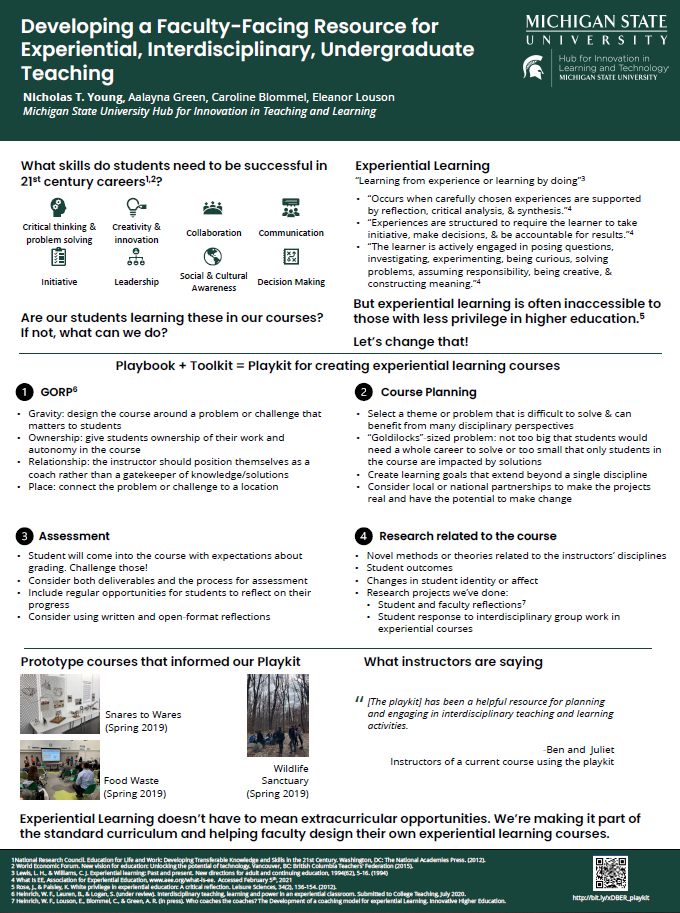 Developing a Faculty-Facing Resource for
Experiential, Interdisciplinary, Undergraduate
Teaching
Nicholas T. Young, Aalayna Green, Caroline Blommel, Eleanor Louson
Michigan State University Hub for Innovation in Teaching and Learning
MICHIGAN STATE
UNIVERSITY
Hub for Innovation in
Learning and Technology
MICHIGAN STATE UNIVERSITY
What skills do students need to be successful in
21st century careers1,2?
Critical thinking &
problem solving
Creativity &
innovation
Collaboration
Communication
Initiative
Leadership
Social & Cultural
Awareness
Decision Making
Are our students learning these in our courses?
If not, what can we do?
Experiential Learning
“Learning from experience or learning by doing”3
• “Occurs when carefully chosen experiences are supported
by reflection, critical analysis, & synthesis.”4
• “Experiences are structured to require the learner to take
initiative, make decisions, & be accountable for results.”4
• “The learner is actively engaged in posing questions,
investigating, experimenting, being curious, solving
problems, assuming responsibility, being creative, &
constructing meaning.”4
But experiential learning is often inaccessible to
those with less privilege in higher education.5
Let’s change that!
Playbook + Toolkit = Playkit for creating experiential learning courses
1 GORP6
• Gravity: design the course around a problem or challenge that
matters to students
• Ownership: give students ownership of their work and
autonomy in the course
• Relationship: the instructor should position themselves as a
coach rather than a gatekeeper of knowledge/solutions
• Place: connect the problem or challenge to a location
2 Course Planning
• Select a theme or problem that is difficult to solve & can
benefit from many disciplinary perspectives
• “Goldilocks”-sized problem: not too big that students would
need a whole career to solve or too small that only students in
the course are impacted by solutions
• Create learning goals that extend beyond a single discipline
• Consider local or national partnerships to make the projects
real and have the potential to make change
3 Assessment
• Student will come into the course with expectations about
grading. Challenge those!
• Consider both deliverables and the process for assessment
• Include regular opportunities for students to reflect on their
progress
• Consider using written and open-format reflections
4 Research related to the course
• Novel methods or theories related to the instructors’ disciplines
• Student outcomes
• Changes in student identity or affect
• Research projects we’ve done:
• Student and faculty reflections7
• Student response to interdisciplinary group work in
experiential courses
Prototype courses that informed our Playkit
Snares to Wares
(Spring 2019)
Food Waste
(Spring 2019)
Wildlife
Sanctuary
(Spring 2019)
What instructors are saying
“ [The playkit] has been a helpful resource for planning
and engaging in interdisciplinary teaching and learning
activities.
-Ben and Juliet
Instructors of a current course using the playkit
Experiential Learning doesn’t have to mean extracurricular opportunities. We’re making it part of
the standard curriculum and helping faculty design their own experiential learning courses.
1National Research Council. Education for Life and Work: Developing Transferable Knowledge and Skills in the 21st Century. Washington, DC: The National Academies Press. (2012).
2 World Economic Forum. New vision for education: Unlocking the potential of technology. Vancouver, BC: British Columbia Teachers' Federation (2015).
3 Lewis, L. H., & Williams, C. J. Experiential learning: Past and present. New directions for adult and continuing education, 1994(62), 5-16. (1994)
4 What Is EE, Association for Experiential Education, www.aee.org/what-is-ee. Accessed February 5th, 2021
5 Rose, J., & Paisley, K. White privilege in experiential education: A critical reflection. Leisure Sciences, 34(2), 136-154. (2012).
6 Heinrich, W. F., Lauren, B., & Logan, S. (under review). Interdisciplinary teaching, learning and power in an experiential classroom. Submitted to College Teaching, July 2020.
7 Heinrich, W. F., Louson, E., Blommel, C., & Green, A. R. (in press). Who coaches the coaches? The Development of a coaching model for experiential Learning. Innovative Higher Education.
http://bit.ly/xDBER_playkit